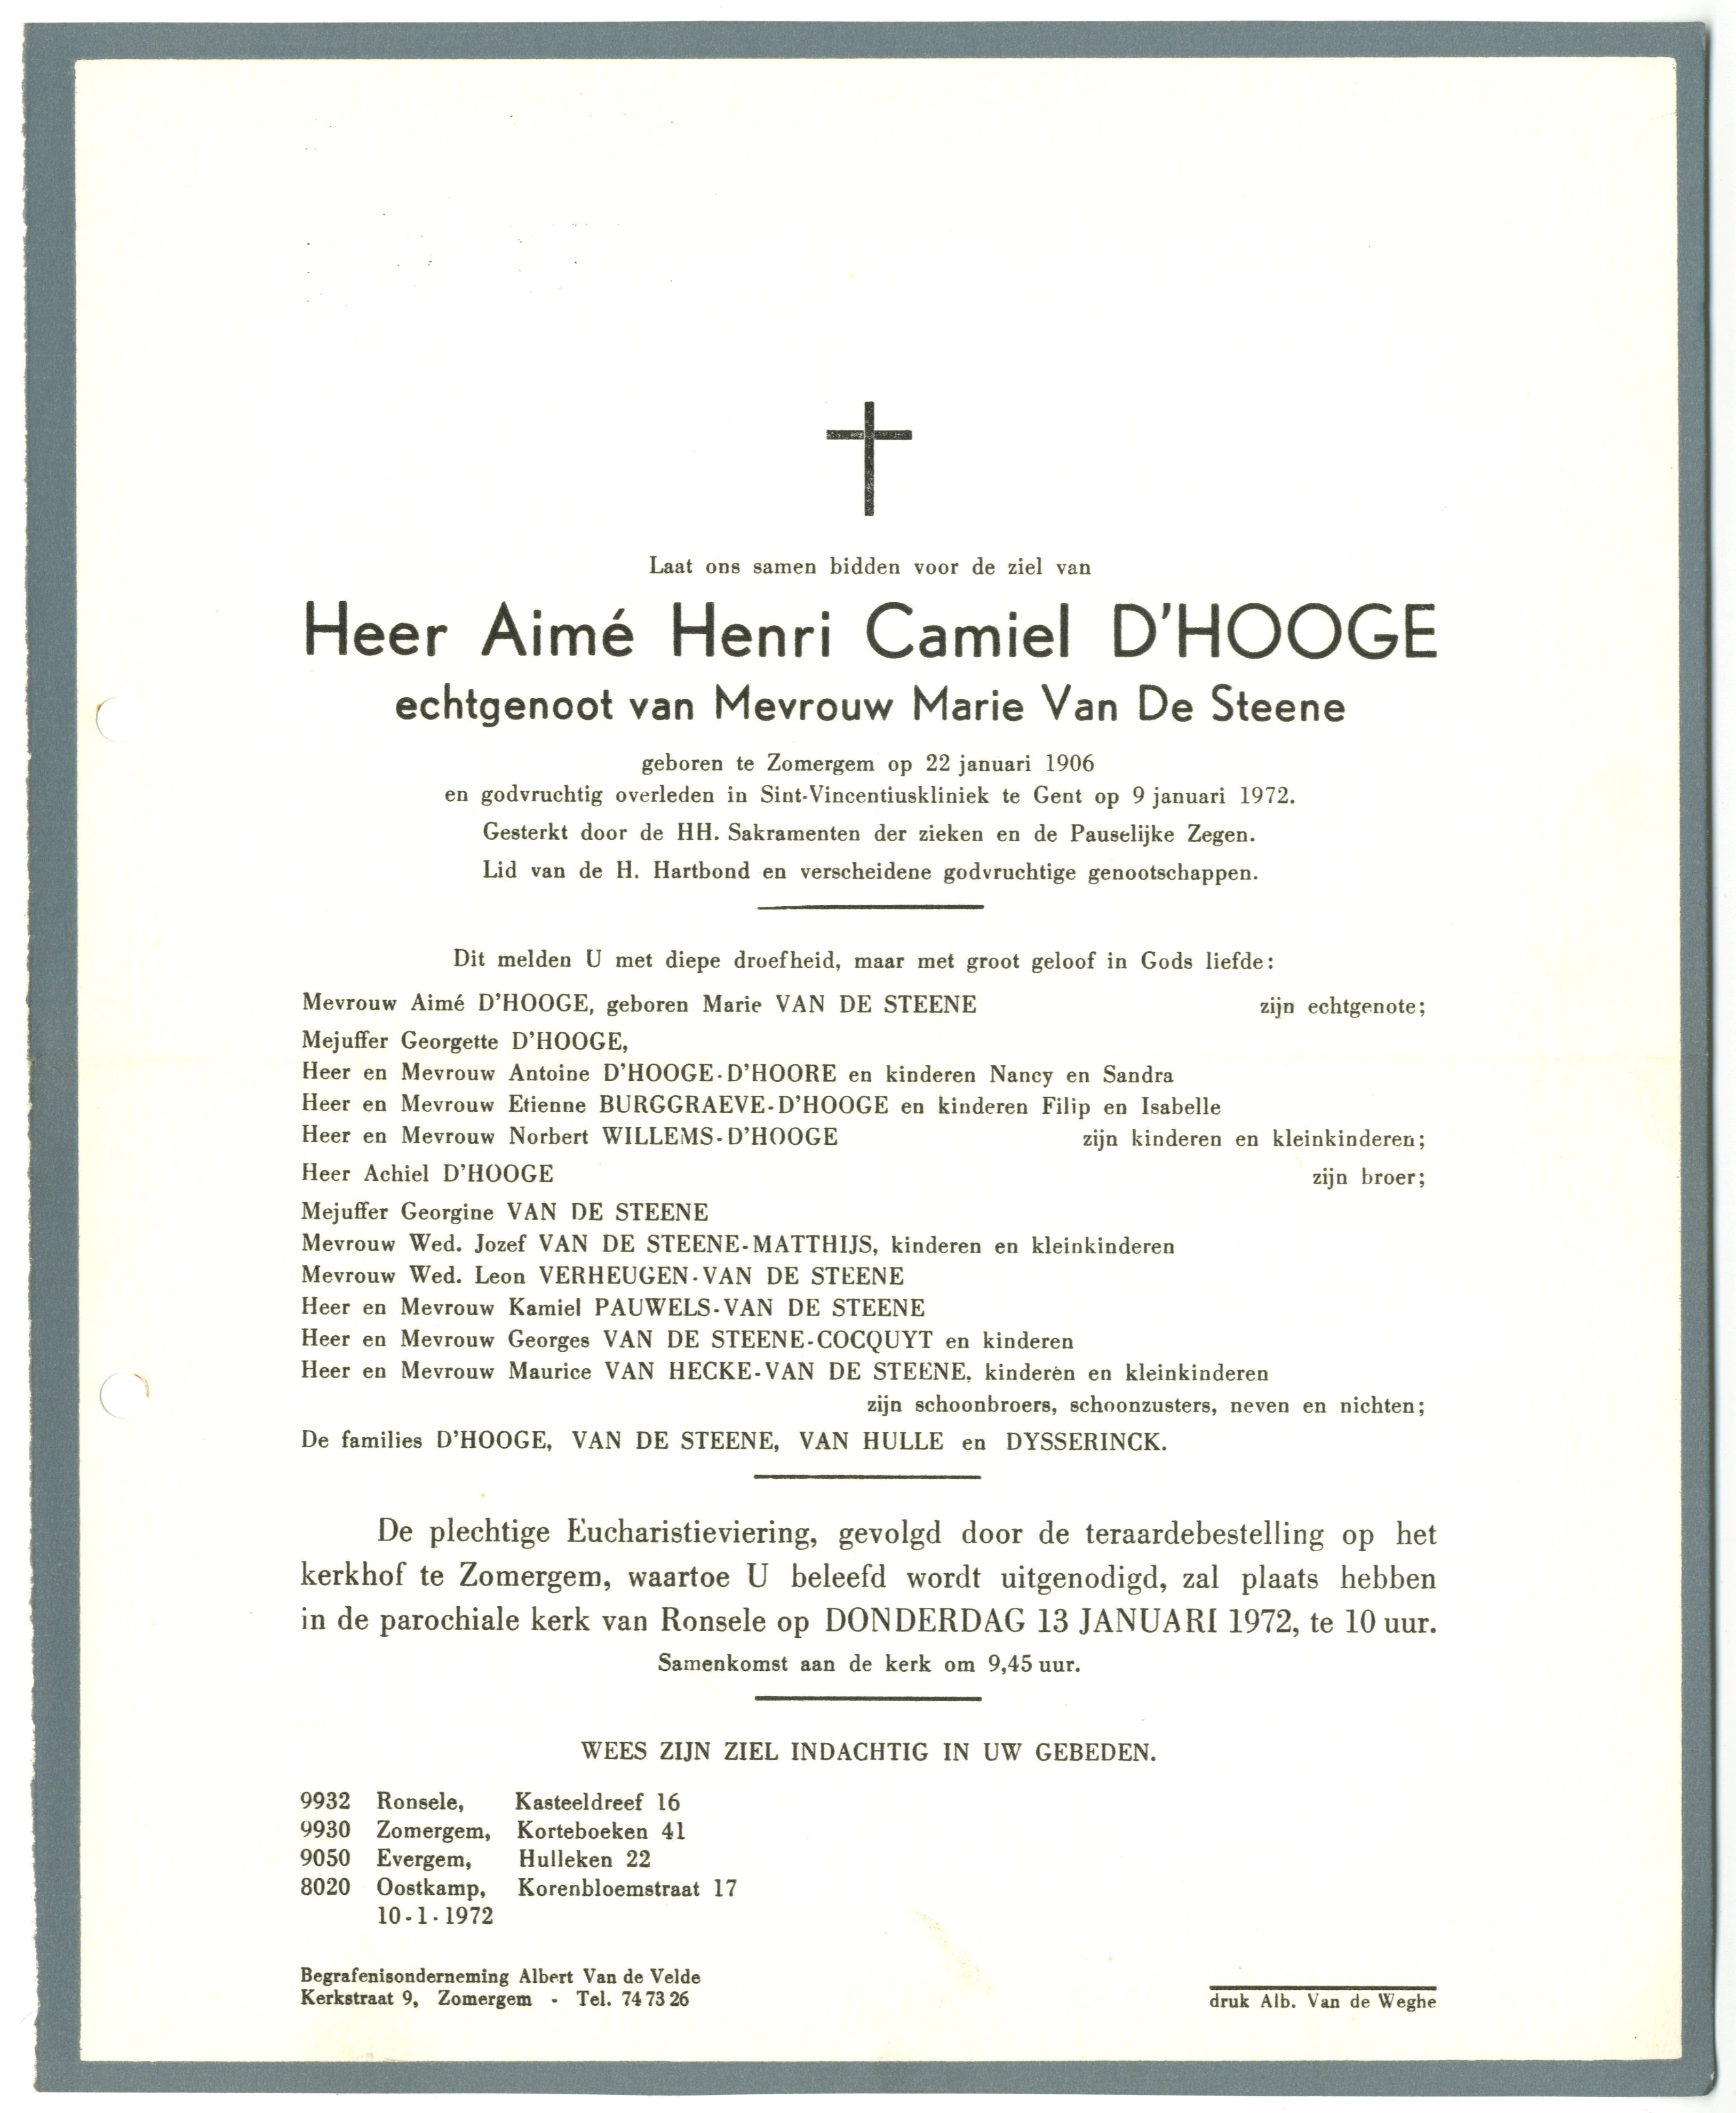 Laat ons samen bidden voor de ziel van
Heer Aimé Henri Camiel D'HOOGE
echtgenoot van Mevrouw Marie Van De Steene
geboren te Zomergem op 22 januari 1906
en godvruchtig overleden in Sint-Vincentiuskliniek te Gent op 9 januari 1972.
Gesterkt door de HH. Sakramenten der zieken en de Pauselijke Zegen.
Lid van de H. Hartbond en verscheidene godvruchtige genootschappen.
Dit melden U met diepe droefheid, maar met groot geloof in Gods liefde:
Mevrouw Aimé D'HOOGE, geboren Marie VAN DE STEENE zijn echtgenote;
Mejuffer Georgette D'HOOGE,
Heer en Mevrouw Antoine D'HOOGE-D'HOORE en kinderen Nancy en Sandra
Heer en Mevrouw Etienne BURGGRAEVE-D'HOOGE en kinderen Filip en Isabelle
Heer en Mevrouw Norbert WILLEMS-D'HOOGE zijn kinderen en kleinkinderen;
Heer Achiel D'HOOGE zijn broer;
Mejuffer Georgine VAN DE STEENE
Mevrouw Wed. Jozef VAN DE STEENE-MATTHIJS, kinderen en kleinkinderen
Mevrouw Wed. Leon VERHEUGEN-VAN DE STEENE
Heer en Mevrouw Kamiel PAUWELS-VAN DE STEENE
Heer en Mevrouw Georges VAN DE STEENE-COCQUYT en kinderen
Heer en Mevrouw Maurice VAN HECKE-VAN DE STEENE, kinderen en kleinkinderen
zijn schoonbroers, schoonzusters, neven en nichten;
De families D'HOOGE, VAN DE STEENE, VAN HULLE en DYSSERINCK.
De plechtige Eucharistieviering, gevolgd door de teraardebestelling op het
kerkhof te Zomergem, waartoe U beleefd wordt uitgenodigd, zal plaats hebben
in de parochiale kerk van Ronsele op DONDERDAG 13 JANUARI 1972, te 10 uur.
Samenkomst aan de kerk om 9,45 uur.
WEES ZIJN ZIEL INDACHTIG IN UW GEBEDEN.
9932 Ronsele, Kasteeldreef 16
9930 Zomergem, Korteboeken 41
9050 Evergem, Hulleken 22
8020 Oostkamp, Korenbloemstraat 17
10-1-1972
Begrafenisonderneming Albert Van de Velde
Kerkstraat 9, Zomergem - Tel. 74 73 26
druk Alb. Van de Weghe